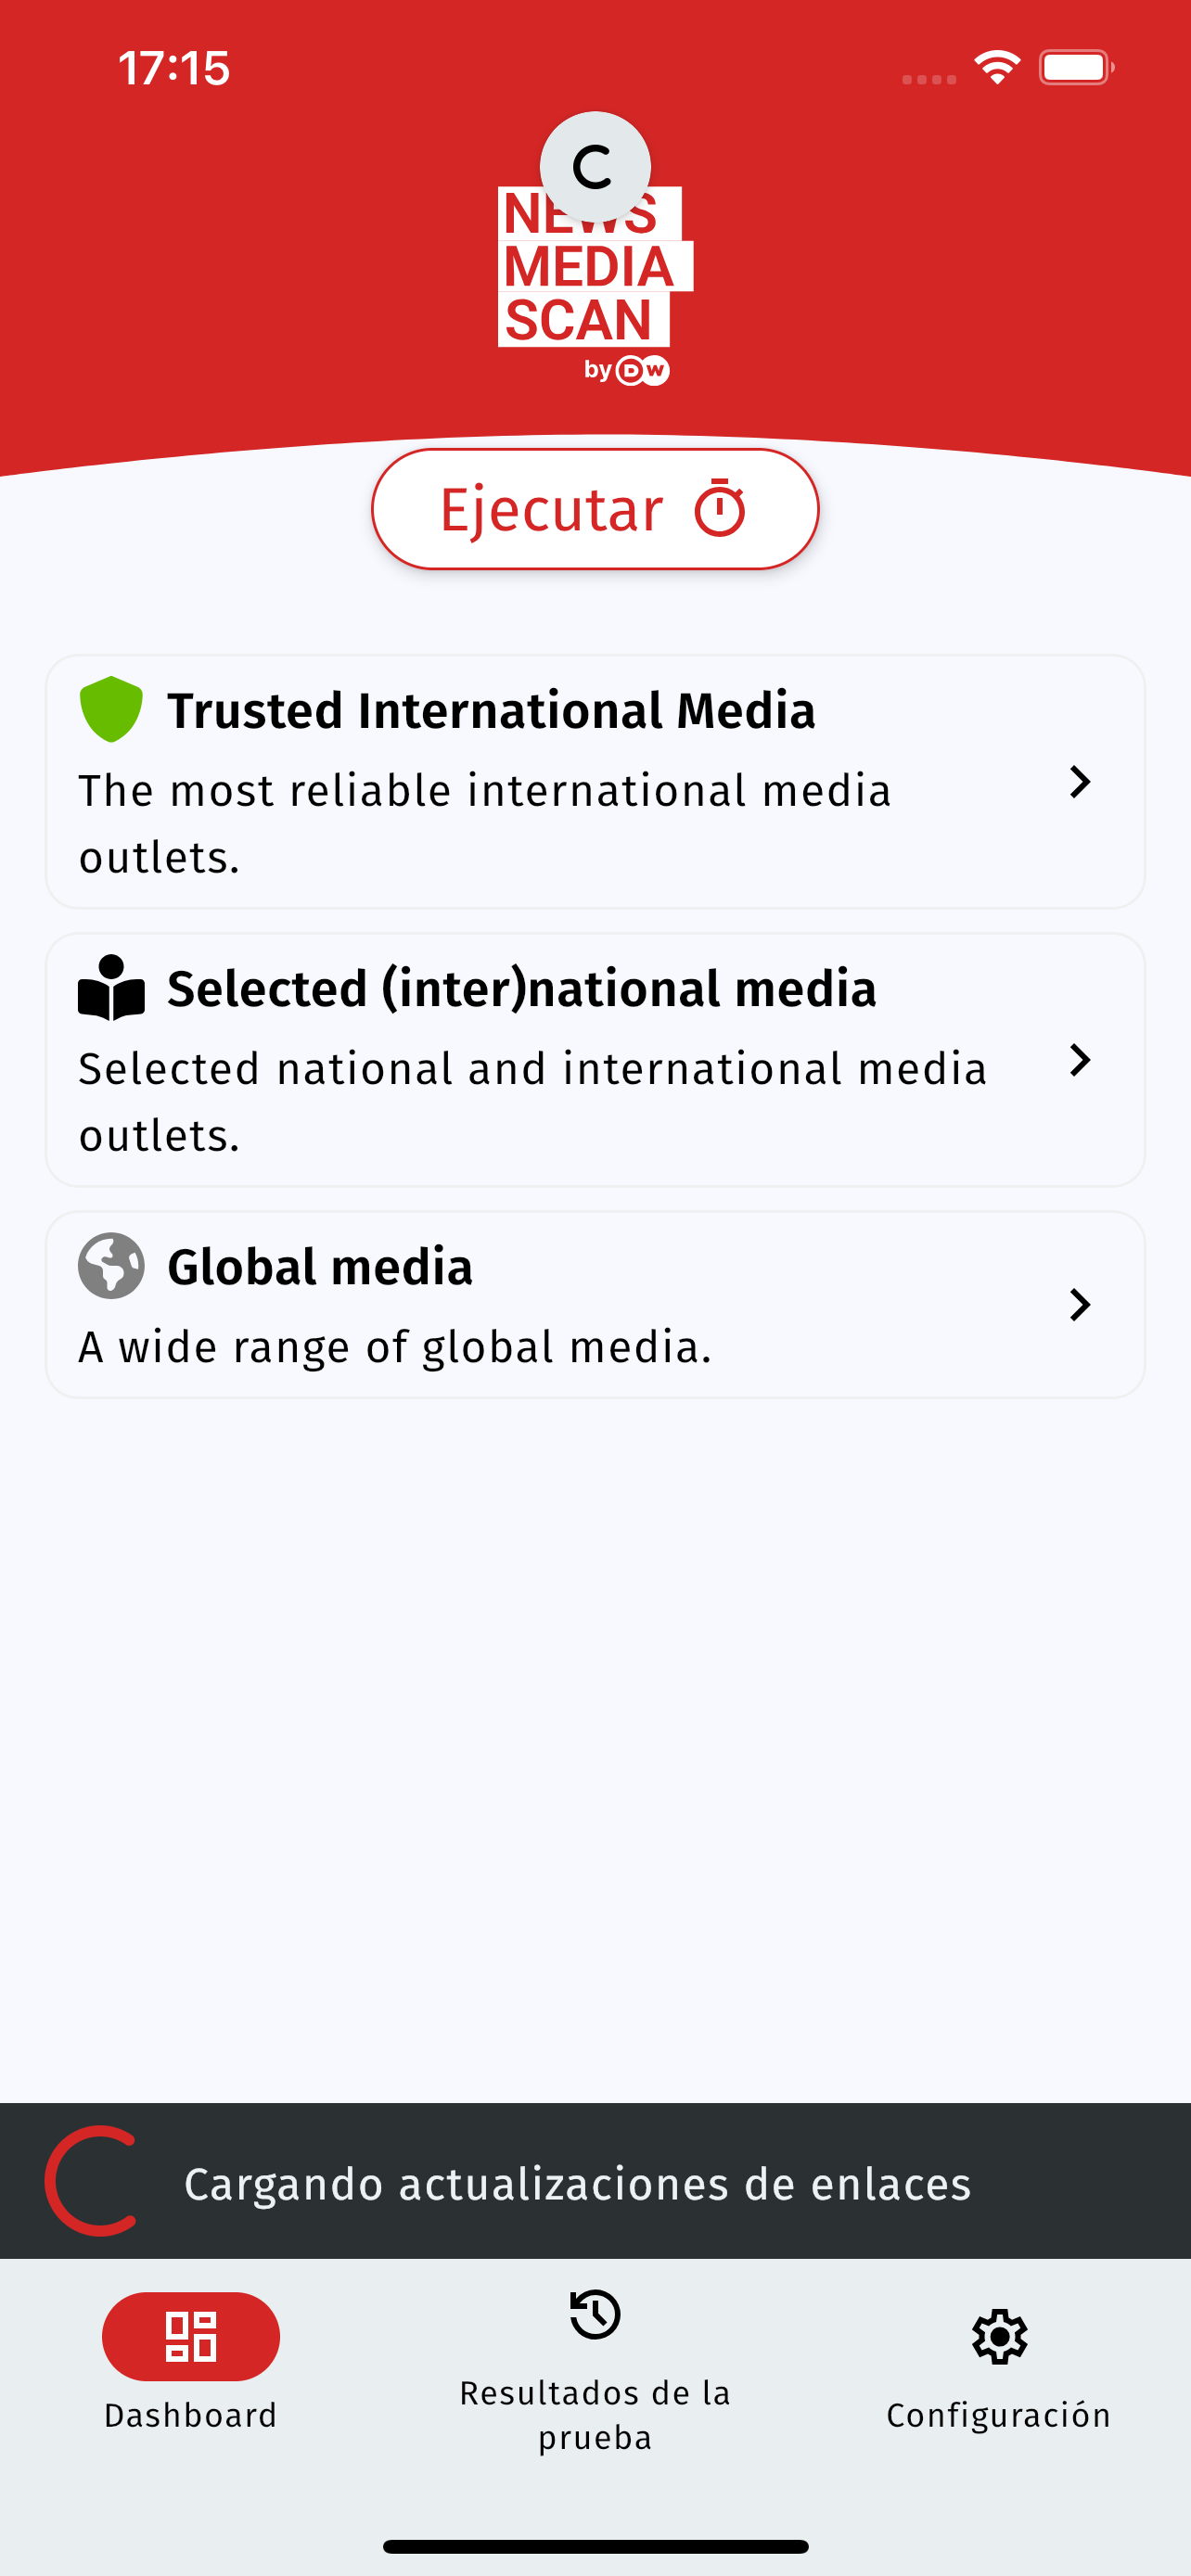 17:15
NEWS
MEDIA
SCAN
by DW
Ejecutar
Trusted International Media
The most reliable international media
outlets.
Selected (inter)national media
Selected national and international media
outlets.
Global media
A wide range of global media.
Cargando actualizaciones de enlaces
Dashboard
Resultados de la
prueba
Configuración